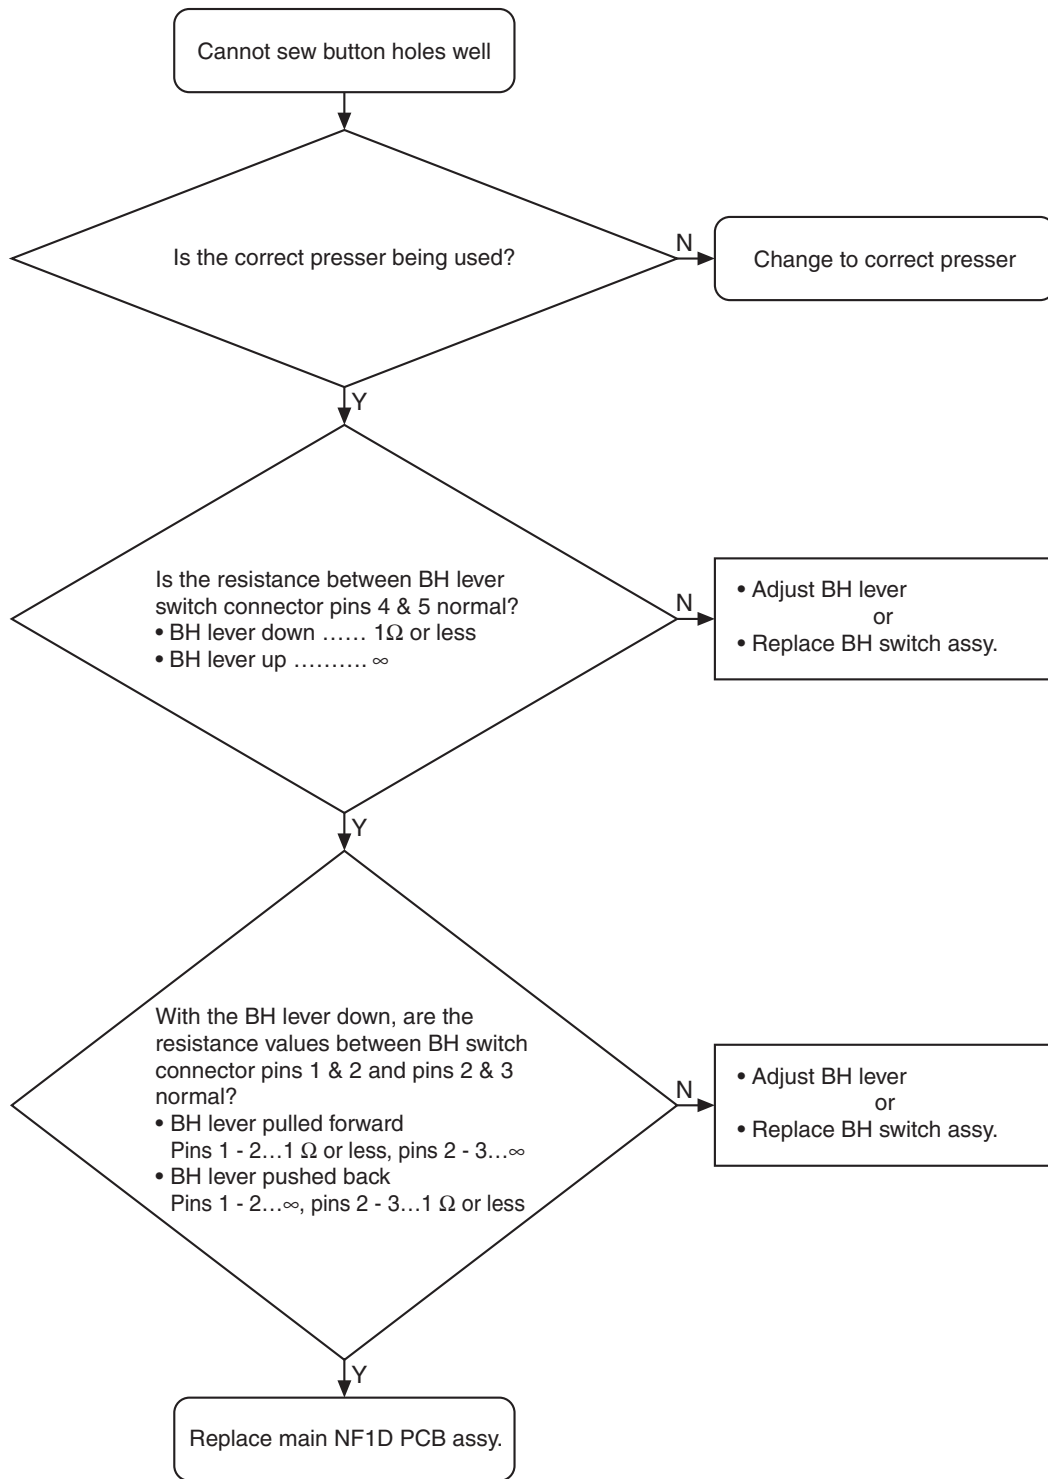 Cannot sew button holes well
Is the correct presser being used?
N
Change to correct presser
Y
Is the resistance between BH lever
switch connector pins 4 & 5 normal?
• BH lever down …… 1Ω or less
• BH lever up ………. ∞
N
• Adjust BH lever
or
• Replace BH switch assy.
Y
With the BH lever down, are the
resistance values between BH switch
connector pins 1 & 2 and pins 2 & 3
normal?
• BH lever pulled forward
Pins 1 - 2…1 Ω or less, pins 2 - 3…∞
• BH lever pushed back
Pins 1 - 2…∞, pins 2 - 3…1 Ω or less
N
• Adjust BH lever
or
• Replace BH switch assy.
Y
Replace main NF1D PCB assy.